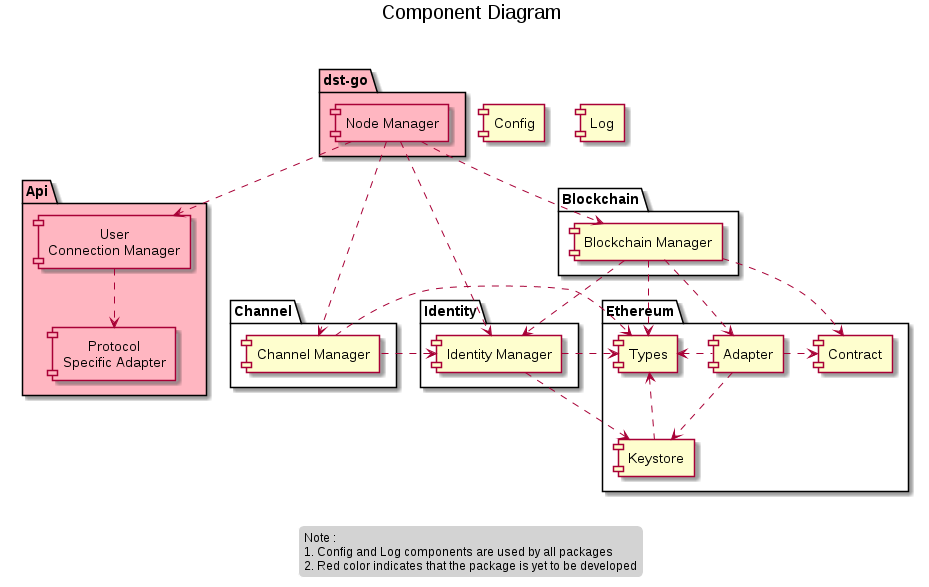 Component Diagram
dst-go
Node Manager
Config
Log
Api
User
Connection Manager
Protocol
Specific Adapter
Blockchain
Blockchain Manager
Channel
Channel Manager
Identity
Identity Manager
Ethereum
Types
Adapter
Contract
Keystore
Note :
1. Config and Log components are used by all packages
2. Red color indicates that the package is yet to be developed